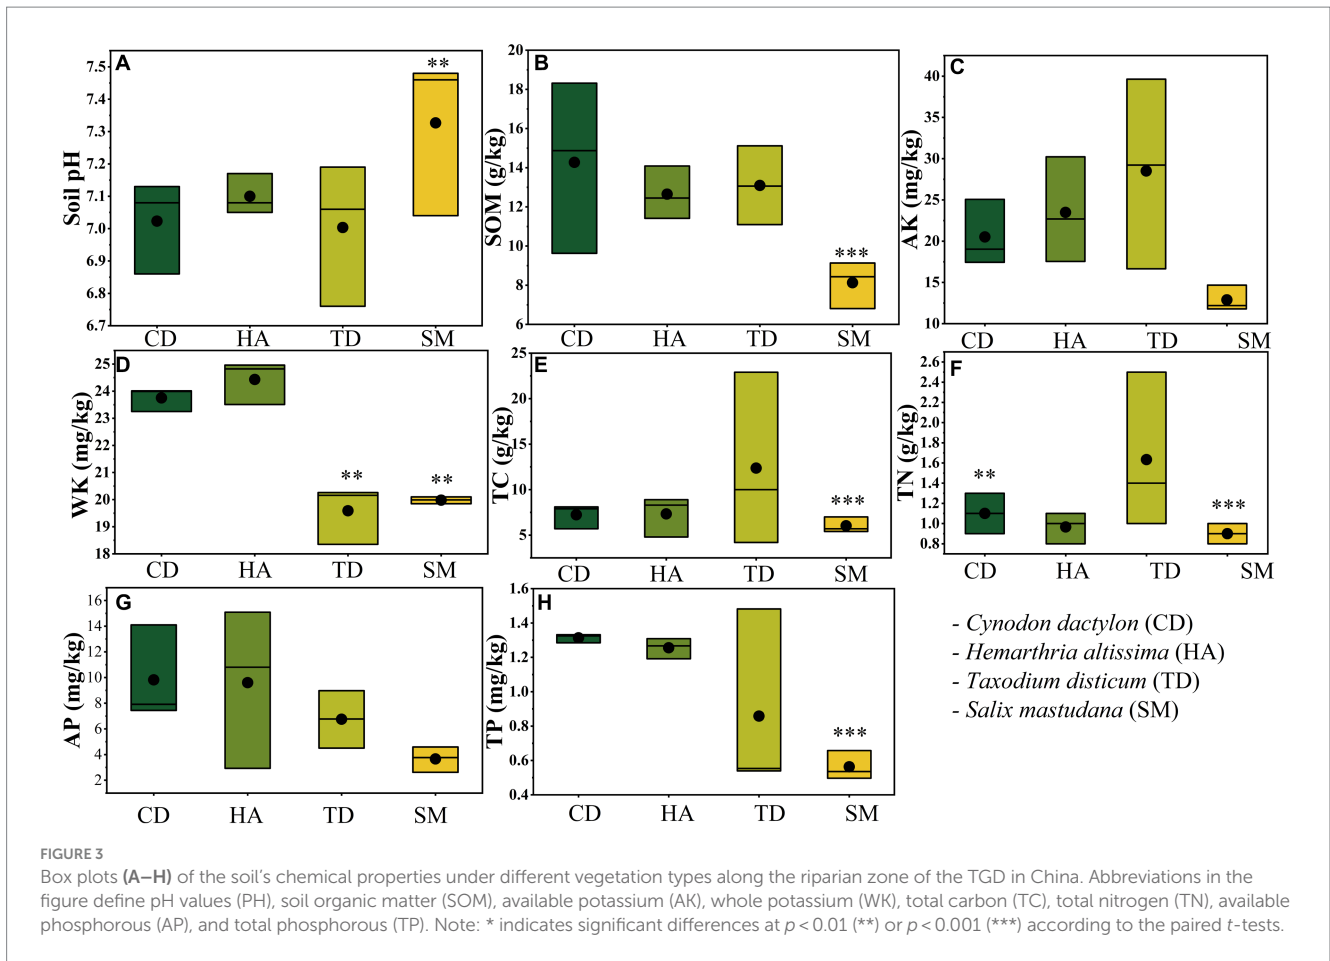 A
Soil pH
7.5
7.4
7.3
7.2
7.1
7.0
6.9
6.8
6.7
**
CD HA TD SM
B
SOM (g/kg)
20
18
16
14
12
10
8
6
***
CD HA TD SM
C
AK (mg/kg)
40
35
30
25
20
15
10
CD HA TD SM
D
WK (mg/kg)
25
24
23
22
21
20
19
18
** **
CD HA TD SM
E
TC (g/kg)
25
20
15
10
5
***
CD HA TD SM
F
TN (g/kg)
2.6
2.4
2.2
2.0
1.8
1.6
1.4
1.2
1.0
0.8
** ***
CD HA TD SM
G
AP (mg/kg)
16
14
12
10
8
6
4
2
CD HA TD SM
H
TP (mg/kg)
1.6
1.4
1.2
1.0
0.8
0.6
0.4
***
CD HA TD SM
- Cynodon dactylon (CD)
- Hemarthria altissima (HA)
- Taxodium disticum (TD)
- Salix mastudana (SM)
FIGURE 3
Box plots (A–H) of the soil's chemical properties under different vegetation types along the riparian zone of the TGD in China. Abbreviations in the
figure define pH values (PH), soil organic matter (SOM), available potassium (AK), whole potassium (WK), total carbon (TC), total nitrogen (TN), available
phosphorous (AP), and total phosphorous (TP). Note: * indicates significant differences at p < 0.01 (**) or p < 0.001 (***) according to the paired t-tests.